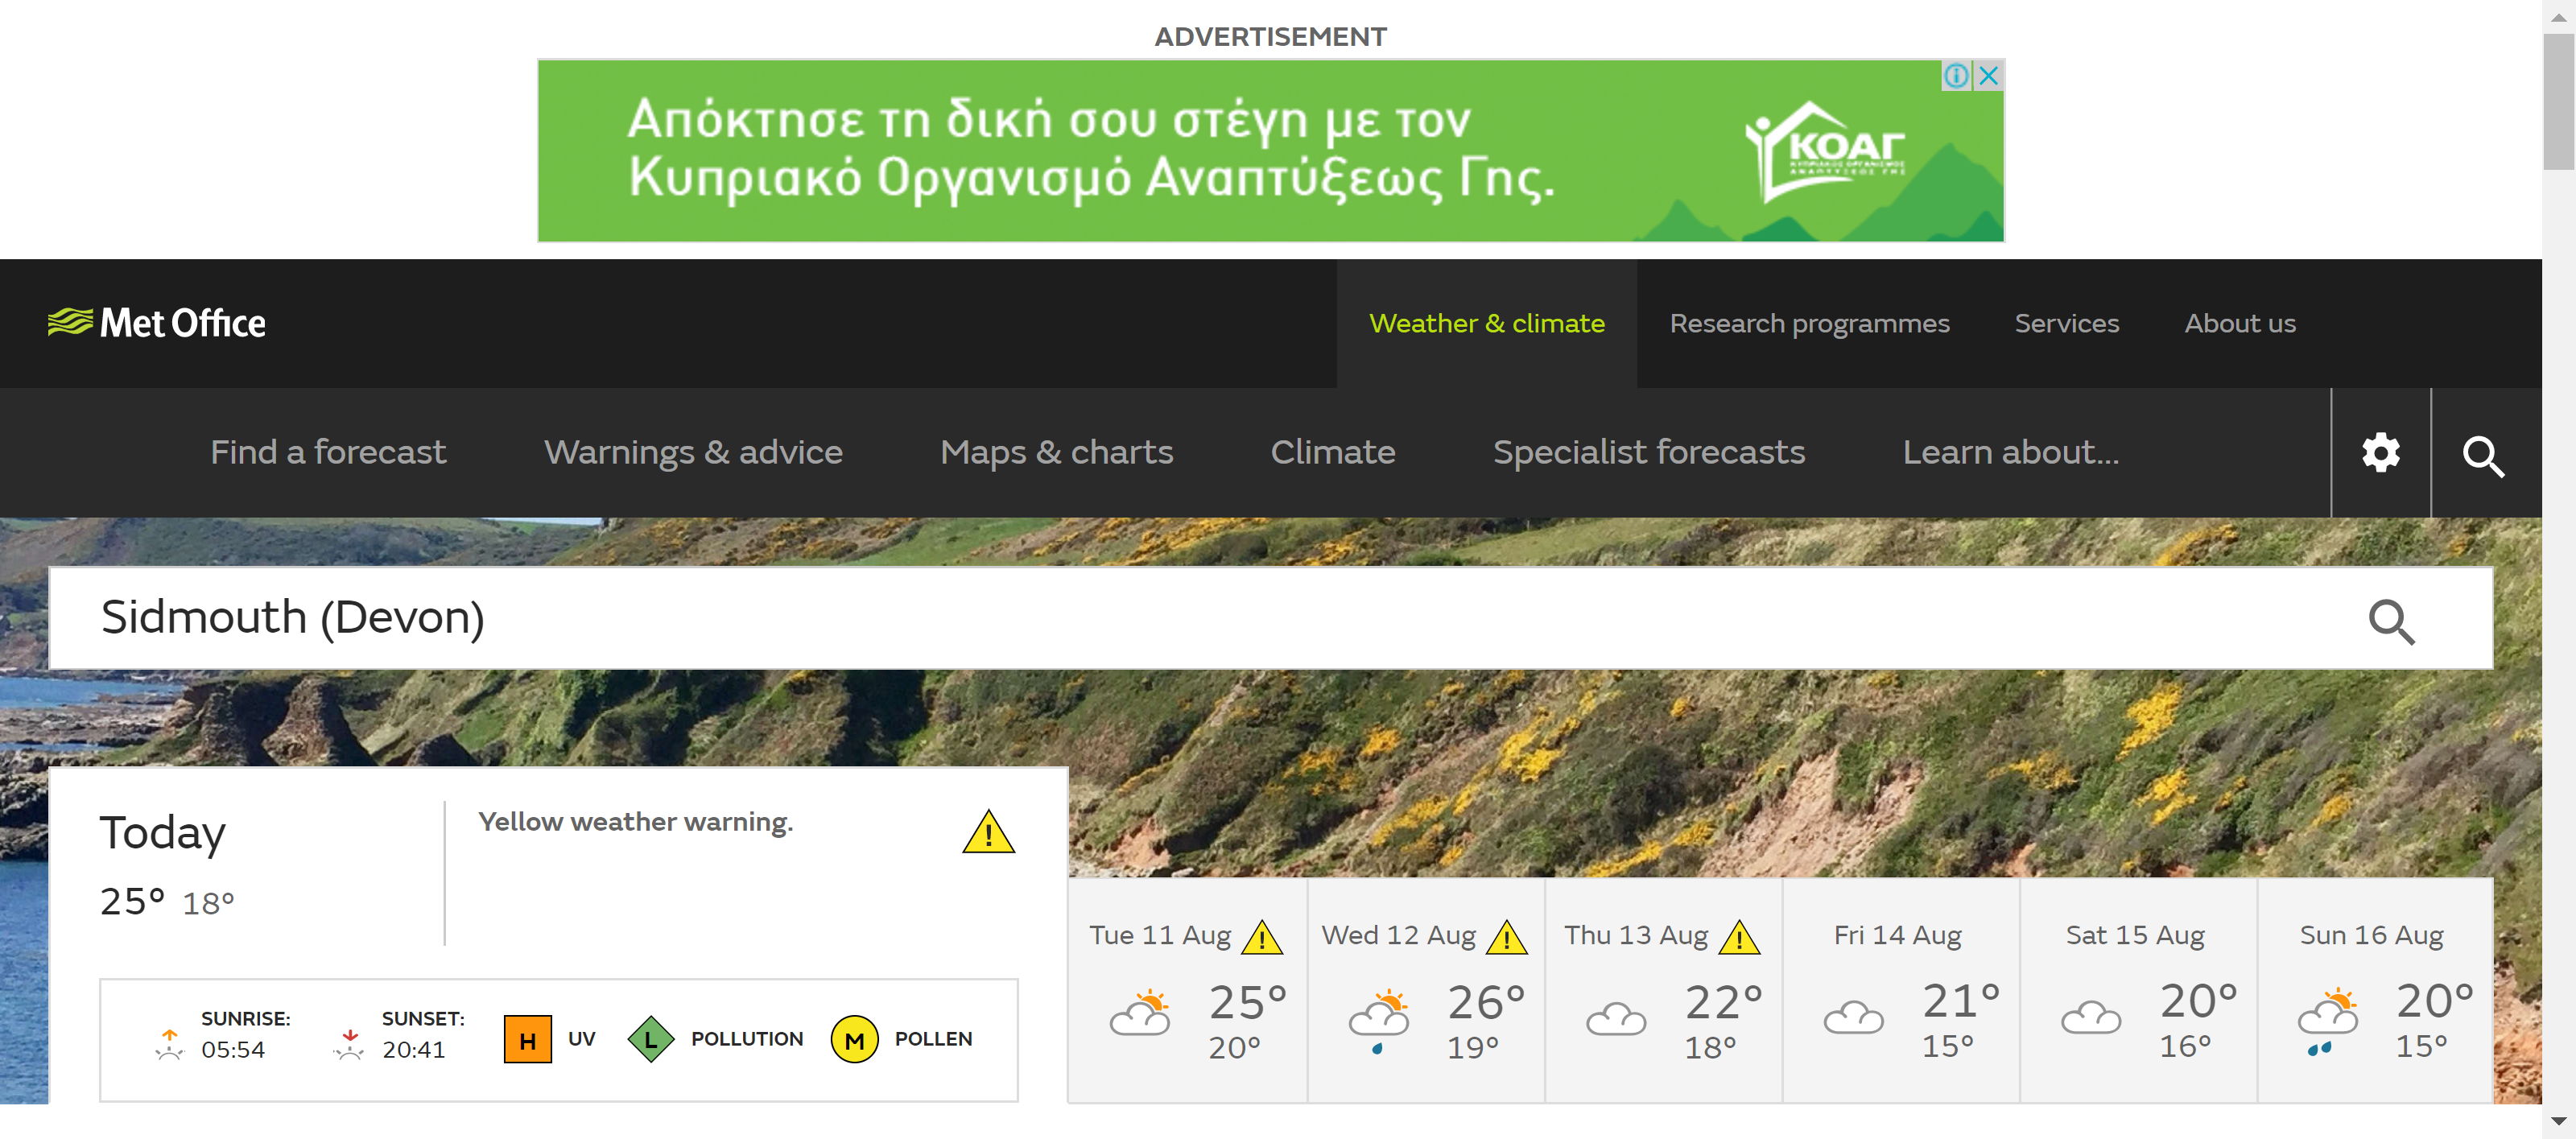 ADVERTISEMENT
Απόκτησε τη δική σου στέγη με τον
Κυπριακό Οργανισμό Αναπτύξεως Γης.
ΚΟΑΓ
ΚΥΠΡΙΑΚΟΣ ΟΡΓΑΝΙΣΜΟΣ
ΑΝΑΠΤΥΞΕΩΣ ΓΗΣ
Met Office
Weather & climate
Research programmes
Services
About us
Find a forecast
Warnings & advice
Maps & charts
Climate
Specialist forecasts
Learn about...
Sidmouth (Devon)
Today
25° 18°
Yellow weather warning.
!
SUNRISE:
05:54
SUNSET:
20:41
H UV
L POLLUTION
M POLLEN
Tue 11 Aug !
25°
20°
Wed 12 Aug !
26°
19°
Thu 13 Aug !
22°
18°
Fri 14 Aug
21°
15°
Sat 15 Aug
20°
16°
Sun 16 Aug
20°
15°